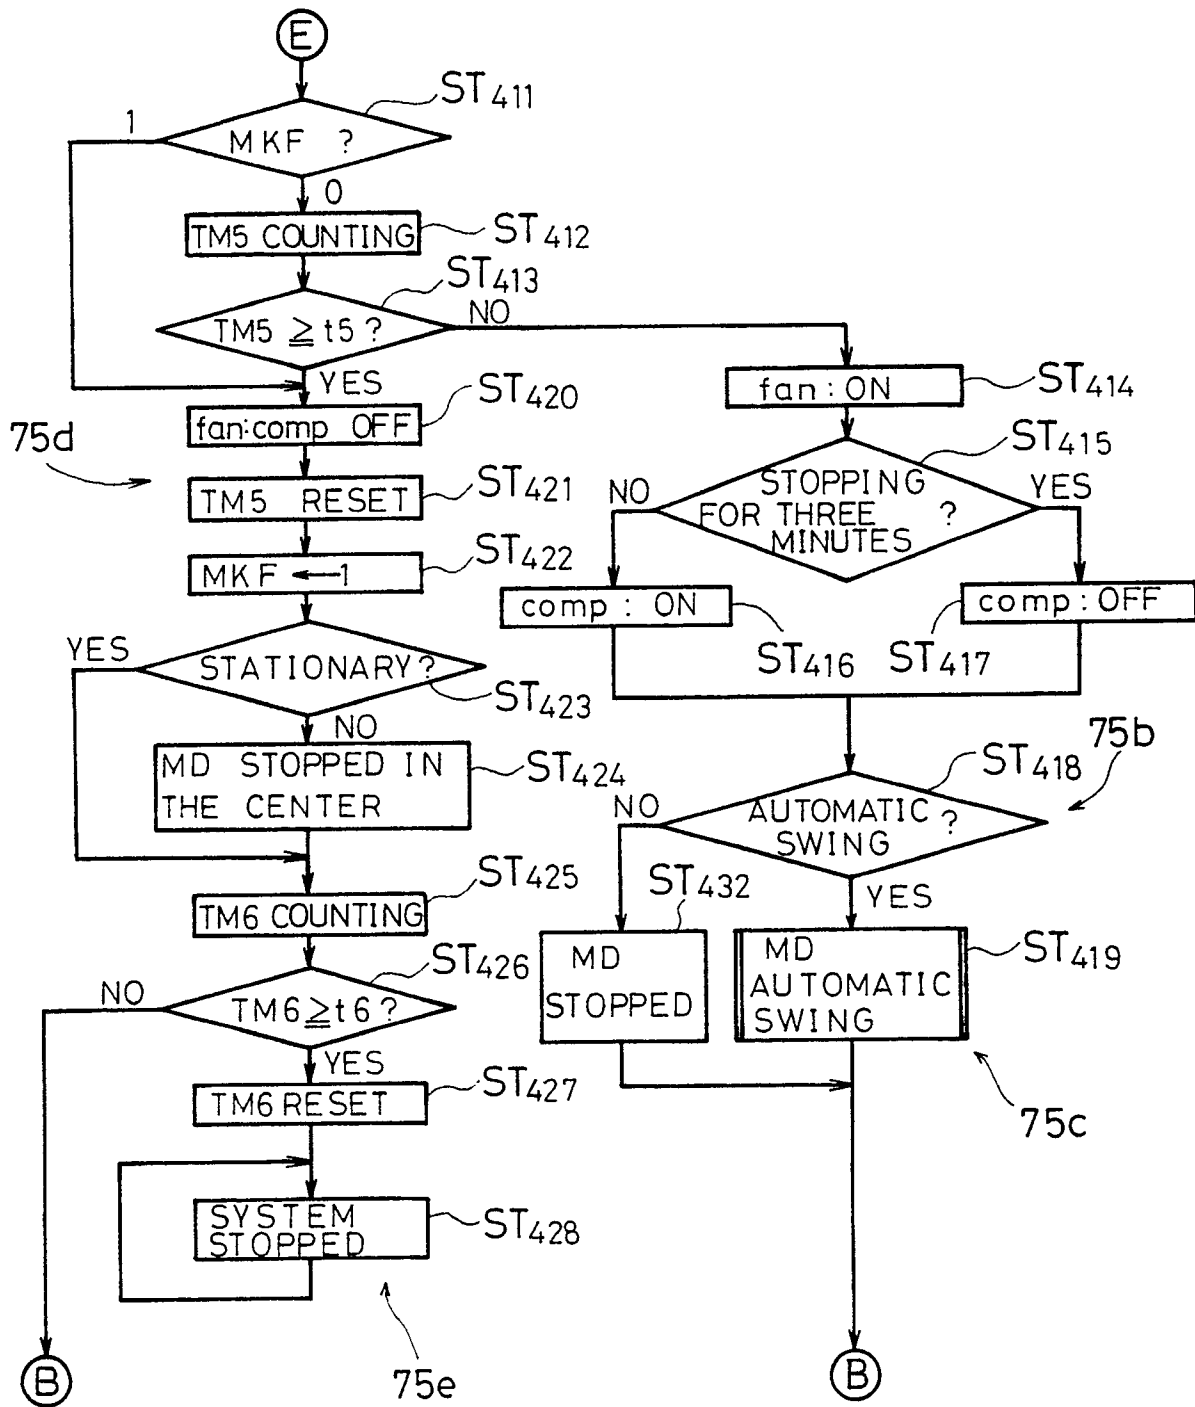 E
ST411
1
MKF ?
0
TM5 COUNTING
ST412
ST413
TM5 ≧ t5 ?
NO
YES
fan:comp OFF
ST420
75d
TM5 RESET
ST421
MKF ← 1
ST422
YES
STATIONARY?
ST423
NO
MD STOPPED IN
THE CENTER
ST424
TM6 COUNTING
ST425
ST426
NO
TM6 ≧ t6 ?
YES
TM6 RESET
ST427
SYSTEM
STOPPED
ST428
75e
B
fan : ON
ST414
ST415
NO
STOPPING
FOR THREE ?
MINUTES
YES
comp : ON
ST416
comp : OFF
ST417
75b
ST418
NO
AUTOMATIC ?
SWING
YES
ST432
MD
STOPPED
MD
AUTOMATIC
SWING
ST419
75c
B